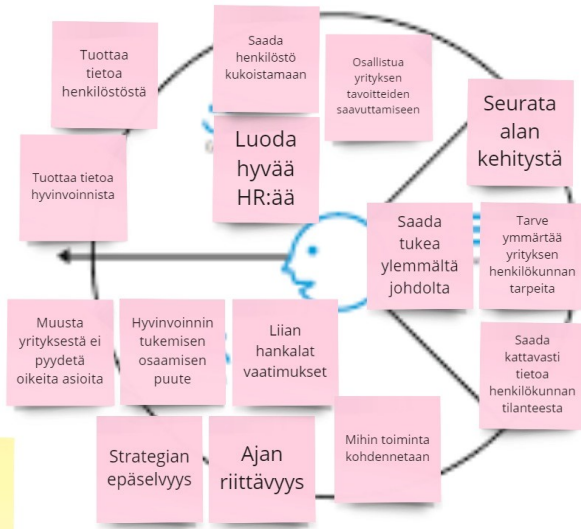 Tuottaa
tietoa
henkilöstöstä
Saada
henkilöstö
kukoistamaan
Osallistua
yrityksen
tavoitteiden
saavuttamiseen
Seurata
alan
kehitystä
Tuottaa tietoa
hyvinvoinnista
Luoda
hyvää
HR:ää
Saada
tukea
ylemmältä
johdolta
Tarve
ymmärtää
yrityksen
henkilökunnan
tarpeita
Muusta
yrityksestä ei
pyydetä
oikeita asioita
Hyvinvoinnin
tukemisen
osaamisen
puute
Liian
hankalat
vaatimukset
Saada
kattavasti
tietoa
henkilökunnan
tilanteesta
Strategian
epäselvyys
Ajan
riittävyys
Mihin toiminta
kohdennetaan